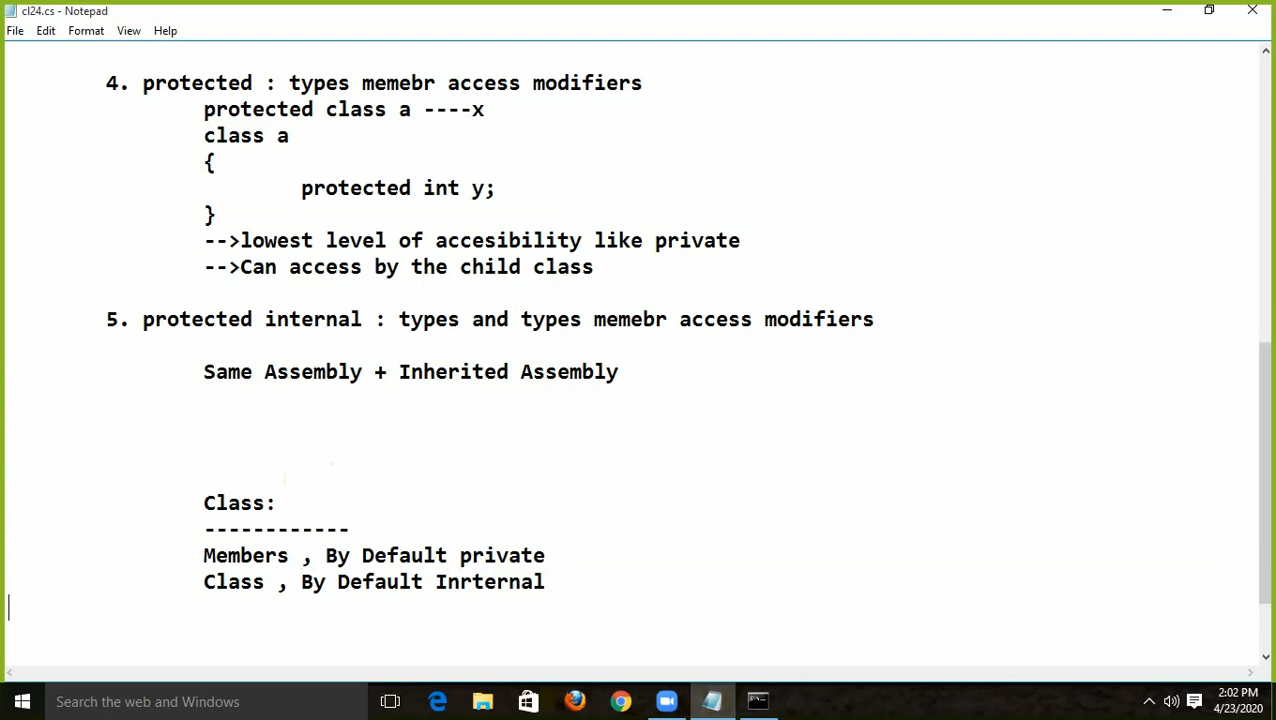 cl24.cs - Notepad
File Edit Format View Help
4. protected : types memebr access modifiers
protected class a ----x
class a
{
protected int y;
}
-->lowest level of accesibility like private
-->Can access by the child class
5. protected internal : types and types memebr access modifiers
Same Assembly + Inherited Assembly
Class:
------------
Members , By Default private
Class , By Default Inrternal
Search the web and Windows
2:02 PM
4/23/2020